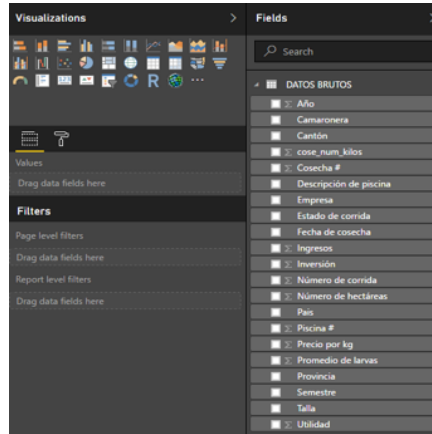 Visualizations
Values
Drag data fields here
Filters
Page level filters
Drag data fields here
Report level filters
Drag data fields here
Fields
Search
DATOS BRUTOS
Σ Año
Camaronera
Cantón
Σ cose_num_kilos
Σ Cosecha #
Descripción de piscina
Empresa
Estado de corrida
Fecha de cosecha
Σ Ingresos
Σ Inversión
Σ Número de corrida
Σ Número de hectáreas
Pais
Σ Piscina #
Σ Precio por kg
Σ Promedio de larvas
Provincia
Semestre
Talla
Σ Utilidad